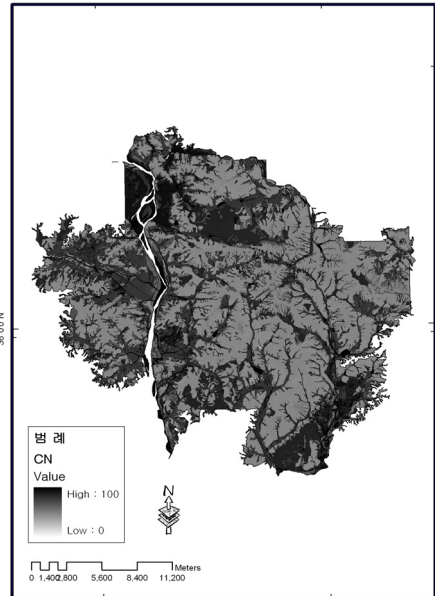 범 례
CN
Value
High : 100
Low : 0
N
Meters
0 1,400 2,800 5,600 8,400 11,200